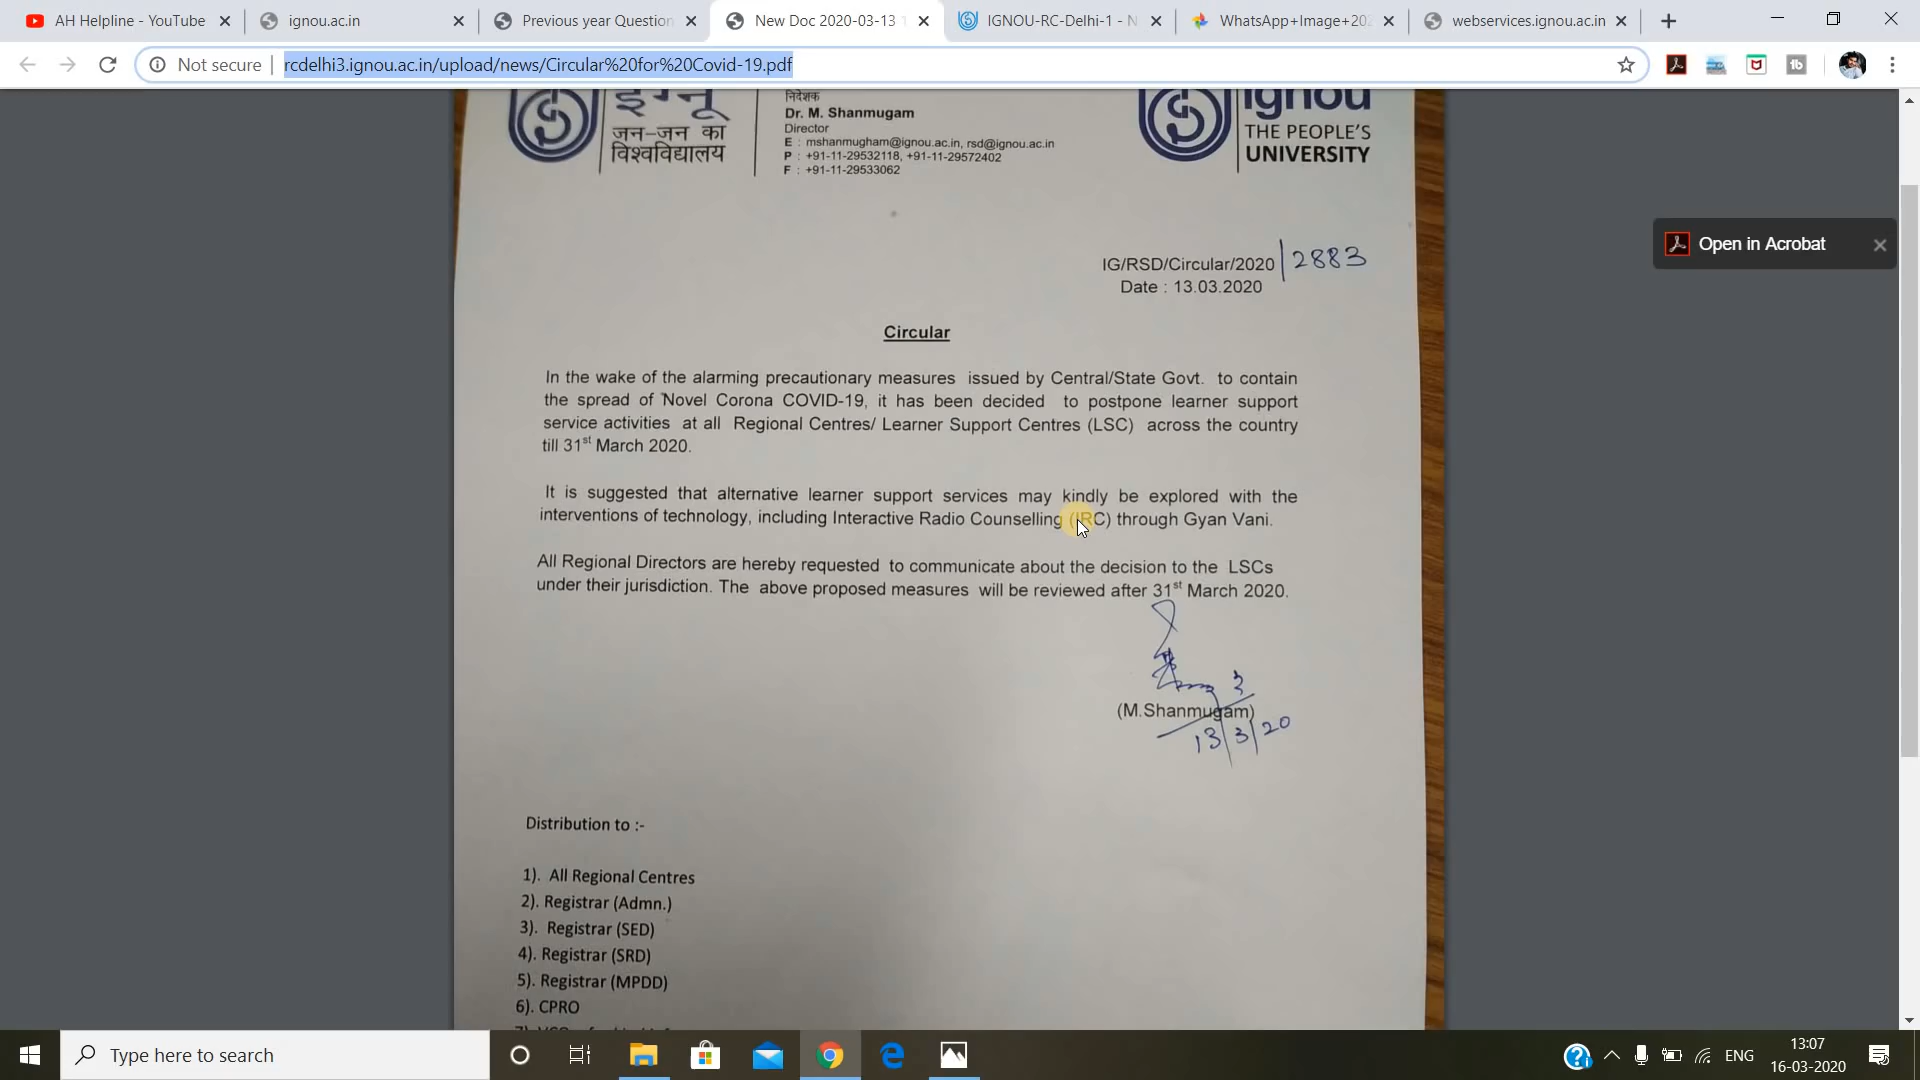 AH Helpline - YouTube
ignou.ac.in
Previous year Question
New Doc 2020-03-13
IGNOU-RC-Delhi-1 - N
WhatsApp+Image+202
webservices.ignou.ac.in
Not secure
rcdelhi3.ignou.ac.in/upload/news/Circular%20for%20Covid-19.pdf
Open in Acrobat
इग्नू
जन-जन का
विश्वविद्यालय
निदेशक
Dr. M. Shanmugam
Director
E : mshanmugham@ignou.ac.in, rsd@ignou.ac.in
P : +91-11-29532118, +91-11-29572402
F : +91-11-29533062
ignou
THE PEOPLE'S
UNIVERSITY
IG/RSD/Circular/2020 | 2883
Date : 13.03.2020
Circular
In the wake of the alarming precautionary measures issued by Central/State Govt. to contain
the spread of Novel Corona COVID-19, it has been decided to postpone learner support
service activities at all Regional Centres/ Learner Support Centres (LSC) across the country
till 31st March 2020.
It is suggested that alternative learner support services may kindly be explored with the
interventions of technology, including Interactive Radio Counselling (IRC) through Gyan Vani.
All Regional Directors are hereby requested to communicate about the decision to the LSCs
under their jurisdiction. The above proposed measures will be reviewed after 31st March 2020.
(M.Shanmugam)
13/3/20
Distribution to :-
1). All Regional Centres
2). Registrar (Admn.)
3). Registrar (SED)
4). Registrar (SRD)
5). Registrar (MPDD)
6). CPRO
Type here to search
ENG
13:07
16-03-2020